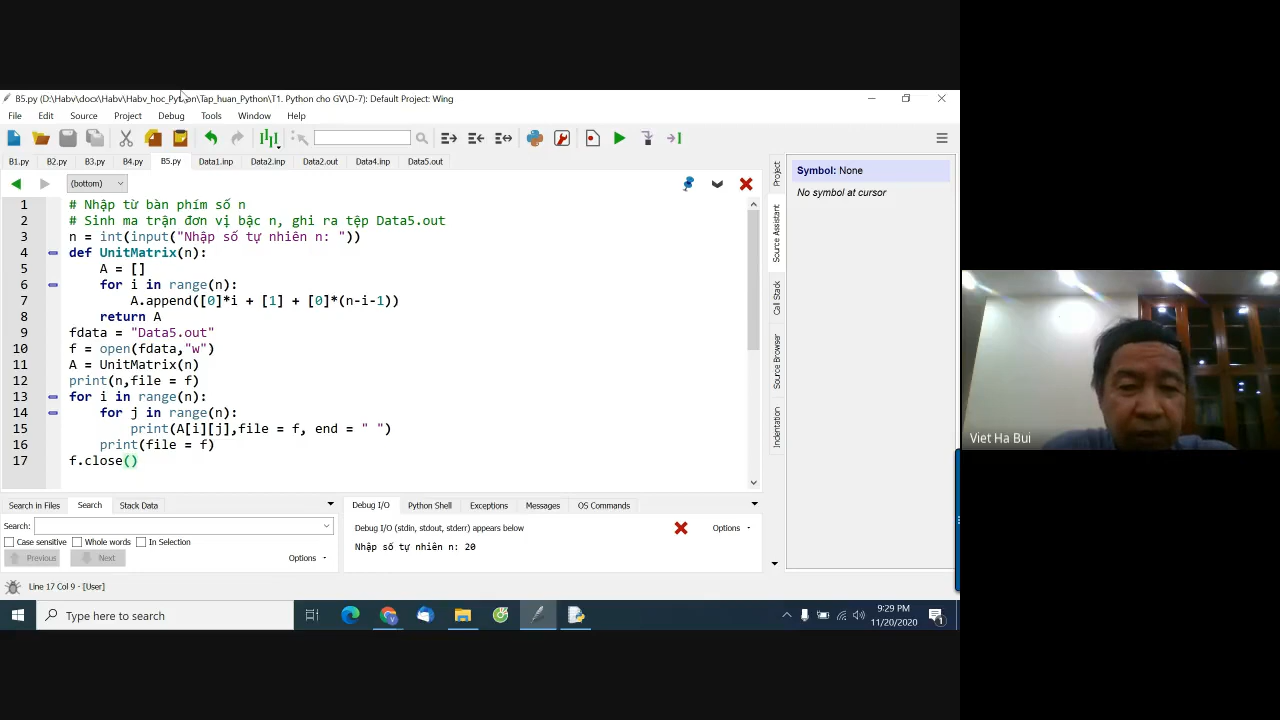 B5.py (D:\Habv\docx\Habv\Habv_hoc_Python\Tap_huan_Python\T1. Python cho GV\D-7): Default Project: Wing
File Edit Source Project Debug Tools Window Help
B1.py B2.py B3.py B4.py B5.py Data1.inp Data2.inp Data2.out Data4.inp Data5.out
(bottom)
1 # Nhập từ bàn phím số n
2 # Sinh ma trận đơn vị bậc n, ghi ra tệp Data5.out
3 n = int(input("Nhập số tự nhiên n: "))
4 def UnitMatrix(n):
5 A = []
6 for i in range(n):
7 A.append([0]*i + [1] + [0]*(n-i-1))
8 return A
9 fdata = "Data5.out"
10 f = open(fdata,"w")
11 A = UnitMatrix(n)
12 print(n,file = f)
13 for i in range(n):
14 for j in range(n):
15 print(A[i][j],file = f, end = " ")
16 print(file = f)
17 f.close()
Project
Source Assistant
Call Stack
Source Browser
Indentation
Symbol: None
No symbol at cursor
Search in Files Search Stack Data
Search:
Case sensitive Whole words In Selection
Previous Next Options
Debug I/O Python Shell Exceptions Messages OS Commands
Debug I/O (stdin, stdout, stderr) appears below
Options
Nhập số tự nhiên n: 20
Line 17 Col 9 - [User]
Type here to search
9:29 PM
11/20/2020
1
Viet Ha Bui